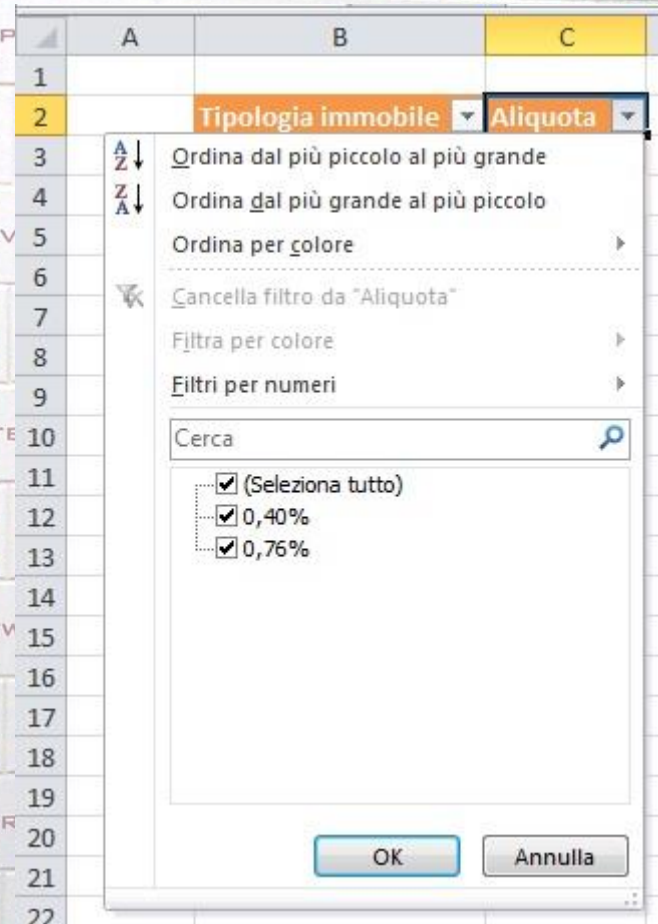 A B C
1
2 Tipologia immobile Aliquota
3 Ordina dal più piccolo al più grande
4 Ordina dal più grande al più piccolo
5 Ordina per colore
6
Cancella filtro da "Aliquota"
7
Filtra per colore
8
9 Filtri per numeri
10 Cerca
11 (Seleziona tutto)
12 0,40%
13 0,76%
14
15
16
17
18
19
20
OK Annulla
21
22